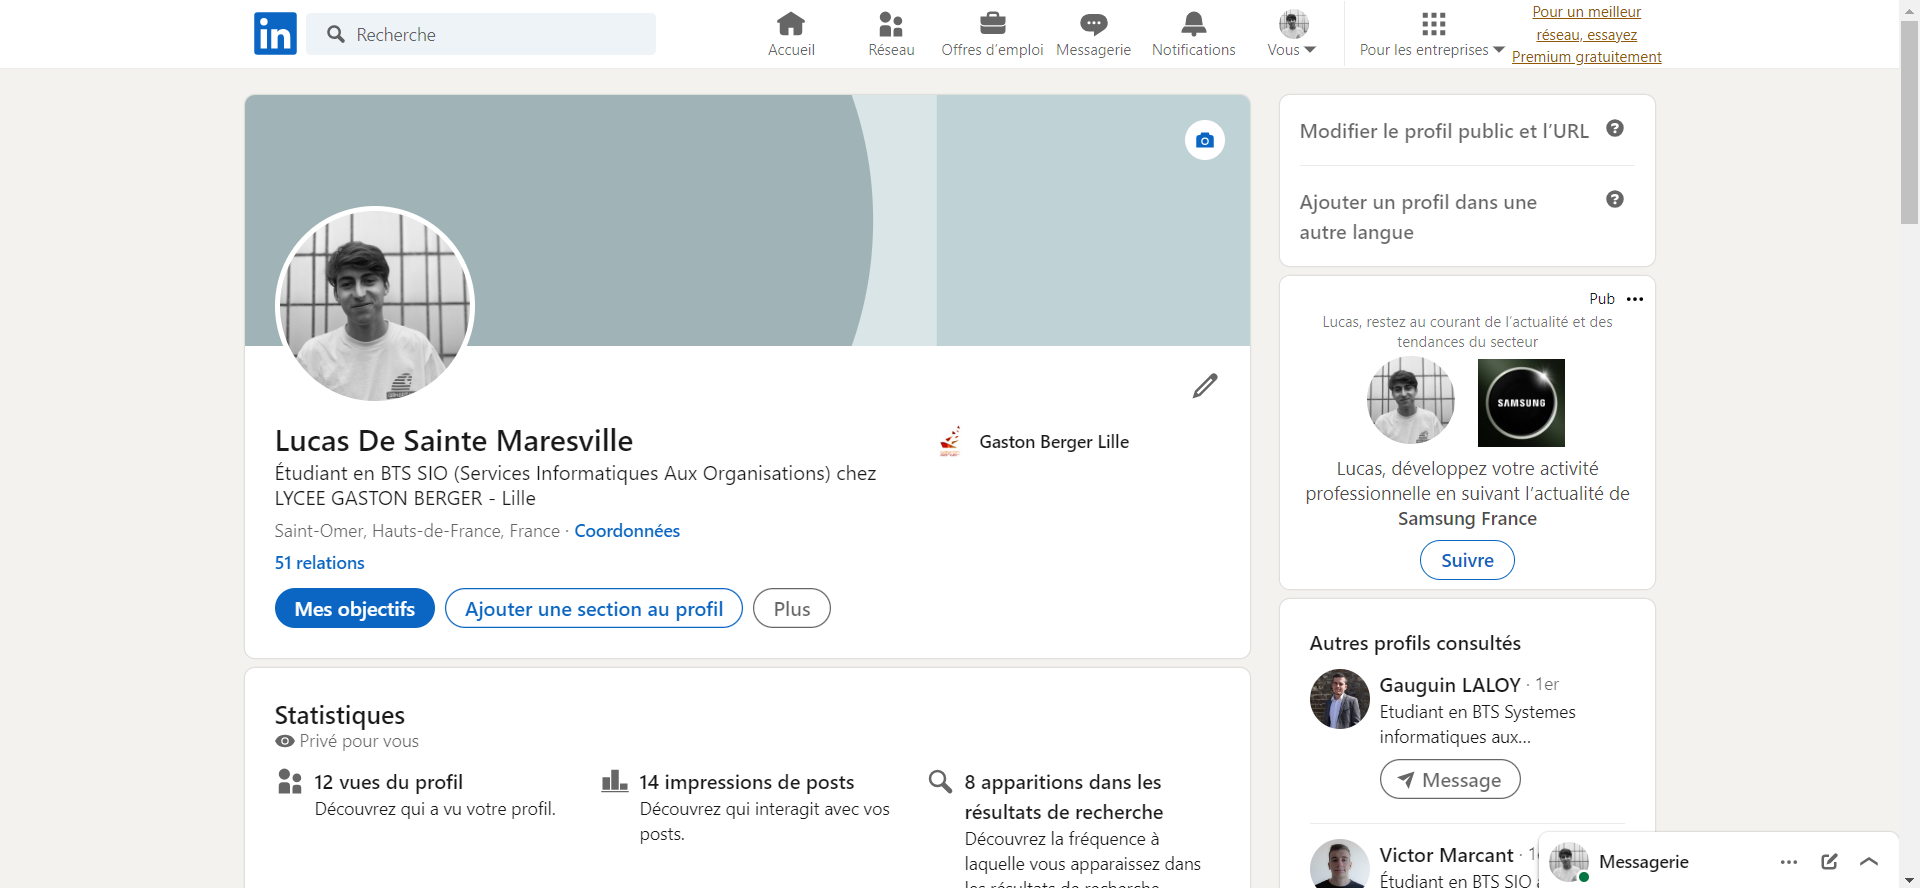 in
Recherche
Accueil
Réseau
Offres d’emploi
Messagerie
Notifications
Vous
Pour les entreprises
Pour un meilleur
réseau, essayez
Premium gratuitement
Lucas De Sainte Maresville
Étudiant en BTS SIO (Services Informatiques Aux Organisations) chez
LYCEE GASTON BERGER - Lille
Saint-Omer, Hauts-de-France, France · Coordonnées
51 relations
Mes objectifs
Ajouter une section au profil
Plus
Gaston Berger Lille
Statistiques
Privé pour vous
12 vues du profil
Découvrez qui a vu votre profil.
14 impressions de posts
Découvrez qui interagit avec vos
posts.
8 apparitions dans les
résultats de recherche
Découvrez la fréquence à
laquelle vous apparaissez dans
les résultats de recherche
Modifier le profil public et l’URL
Ajouter un profil dans une
autre langue
Pub
Lucas, restez au courant de l’actualité et des
tendances du secteur
SAMSUNG
Lucas, développez votre activité
professionnelle en suivant l’actualité de
Samsung France
Suivre
Autres profils consultés
Gauguin LALOY · 1er
Etudiant en BTS Systemes
informatiques aux...
Message
Victor Marcant ·
Étudiant en BTS SIO
Messagerie